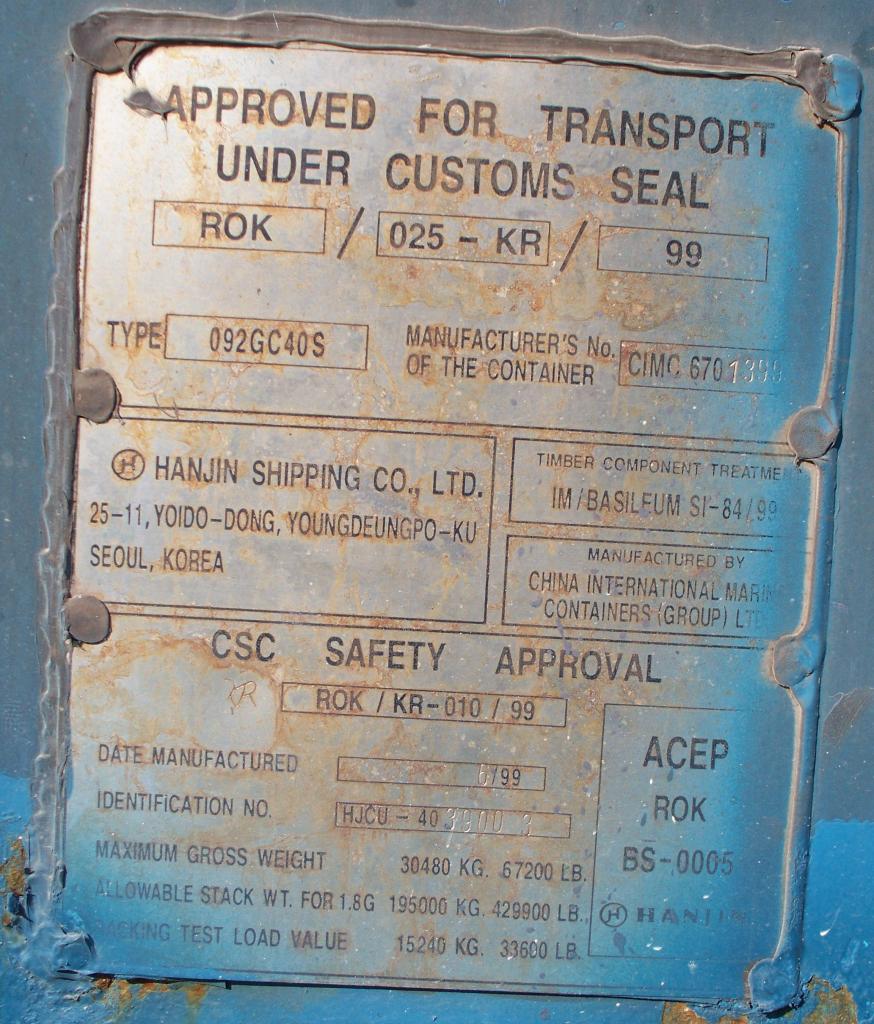 APPROVED FOR TRANSPORT
UNDER CUSTOMS SEAL
ROK / 025 - KR / 99
TYPE 092GC40S
MANUFACTURER'S No.
OF THE CONTAINER
CIMC 670
H HANJIN SHIPPING CO., LTD.
25-11, YOIDO-DONG, YOUNGDEUNGPO-KU
SEOUL, KOREA
TIMBER COMPONENT
IM/BASILEUM SI-84/99
MANUFACTURED BY
CHINA INTERNATIONAL
CONTAINERS (GROUP)
CSC SAFETY APPROVAL
ROK / KR-010 / 99
DATE MANUFACTURED 6/99
IDENTIFICATION NO. HJCU - 40
MAXIMUM GROSS WEIGHT 30480 KG. 67200 LB.
ALLOWABLE STACK WT. FOR 1.8G 195000 KG. 429900 LB.
TEST LOAD VALUE 15240 KG. 33600 LB.
ACEP
ROK
BS-0005
H HANJIN